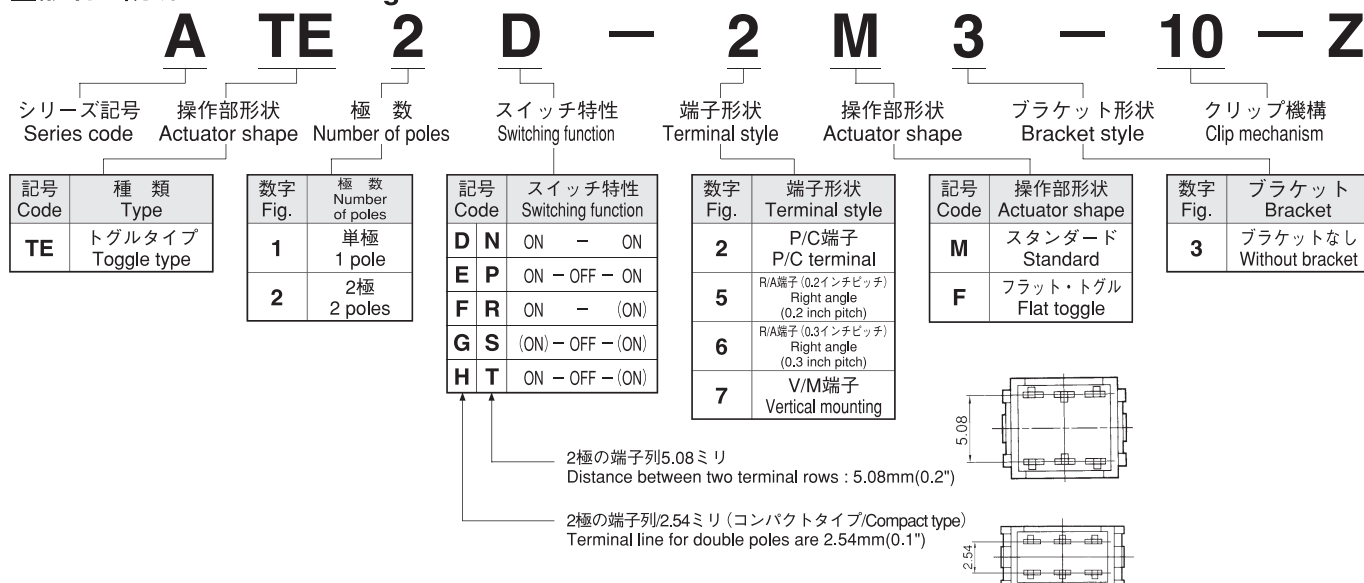 A TE 2 D － 2 M 3 － 10 － Z
シリーズ記号
Series code
操作部形状
Actuator shape
極 数
Number of poles
スイッチ特性
Switching function
端子形状
Terminal style
操作部形状
Actuator shape
ブラケット形状
Bracket style
クリップ機構
Clip mechanism
記号 種 類
Code Type
TE トグルタイプ
Toggle type
数字 極 数
Fig. Number
of poles
1 単極
1 pole
2 2極
2 poles
記号 スイッチ特性
Code Switching function
D N ON － ON
E P ON － OFF － ON
F R ON － (ON)
G S (ON) － OFF － (ON)
H T ON － OFF － (ON)
数字 端子形状
Fig. Terminal style
2 P/C端子
P/C terminal
5 R/A端子(0.2インチピッチ)
Right angle
(0.2 inch pitch)
6 R/A端子(0.3インチピッチ)
Right angle
(0.3 inch pitch)
7 V/M端子
Vertical mounting
記号 操作部形状
Code Actuator shape
M スタンダード
Standard
F フラット・トグル
Flat toggle
数字 ブラケット
Fig. Bracket
3 ブラケットなし
Without bracket
2極の端子列5.08ミリ
Distance between two terminal rows : 5.08mm(0.2")
5.08
2極の端子列/2.54ミリ(コンパクトタイプ/Compact type)
Terminal line for double poles are 2.54mm(0.1")
2.54